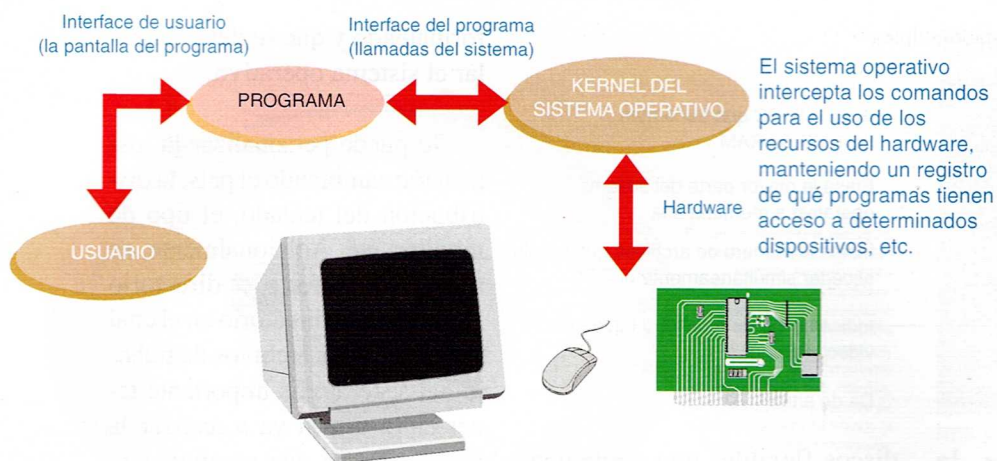 Interface de usuario
(la pantalla del programa)
Interface del programa
(llamadas del sistema)
PROGRAMA
KERNEL DEL
SISTEMA OPERATIVO
El sistema operativo
intercepta los comandos
para el uso de los
recursos del hardware,
manteniendo un registro
de qué programas tienen
acceso a determinados
dispositivos, etc.
Hardware
USUARIO